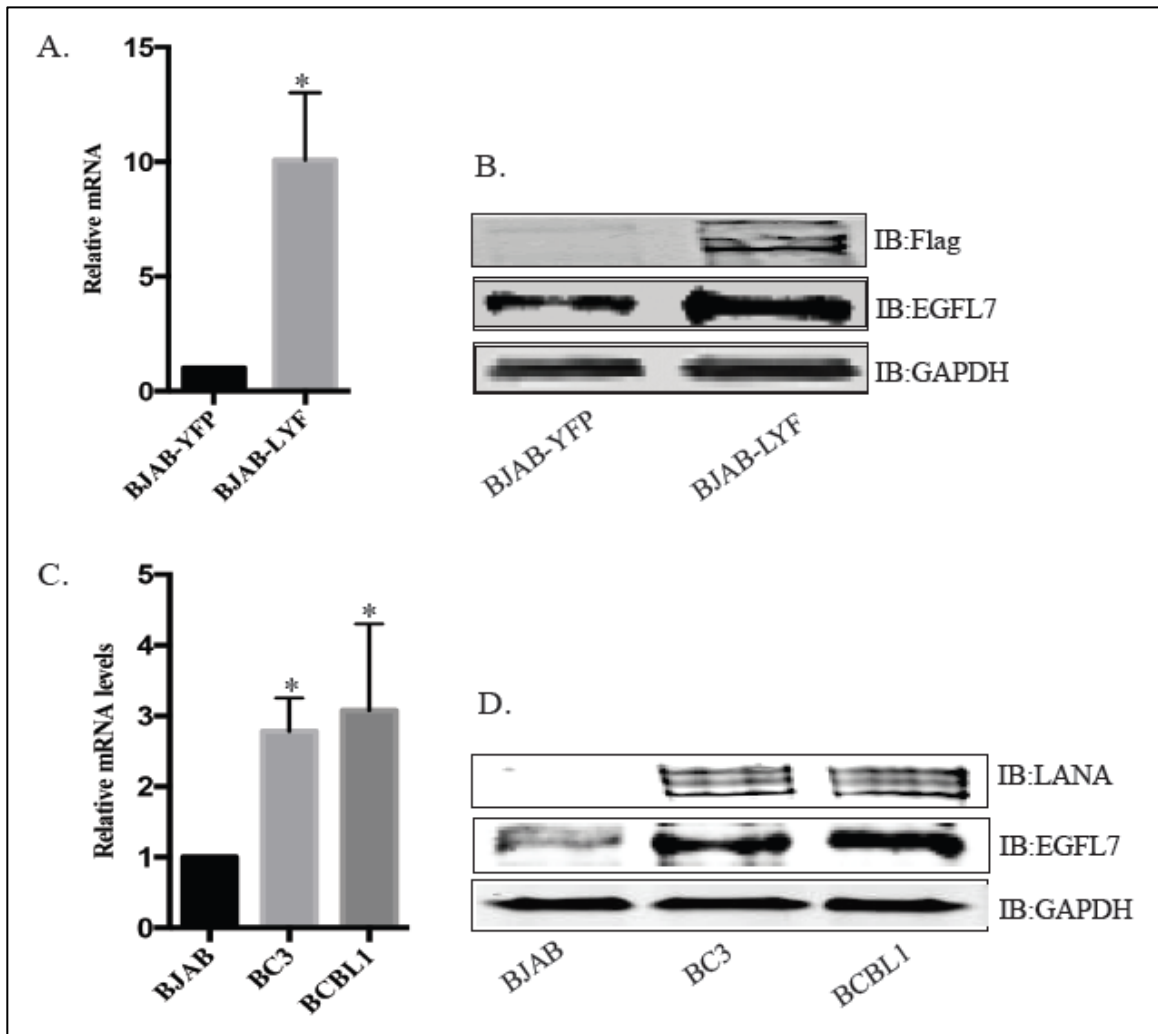 A.
Relative mRNA
15
*
10
5
0
BJAB-YFP
BJAB-LYF
B.
IB:Flag
IB:EGFL7
IB:GAPDH
BJAB-YFP
BJAB-LYF
C.
Relative mRNA levels
5
4
3
2
1
0
*
*
BJAB
BC3
BCBL1
D.
IB:LANA
IB:EGFL7
IB:GAPDH
BJAB
BC3
BCBL1